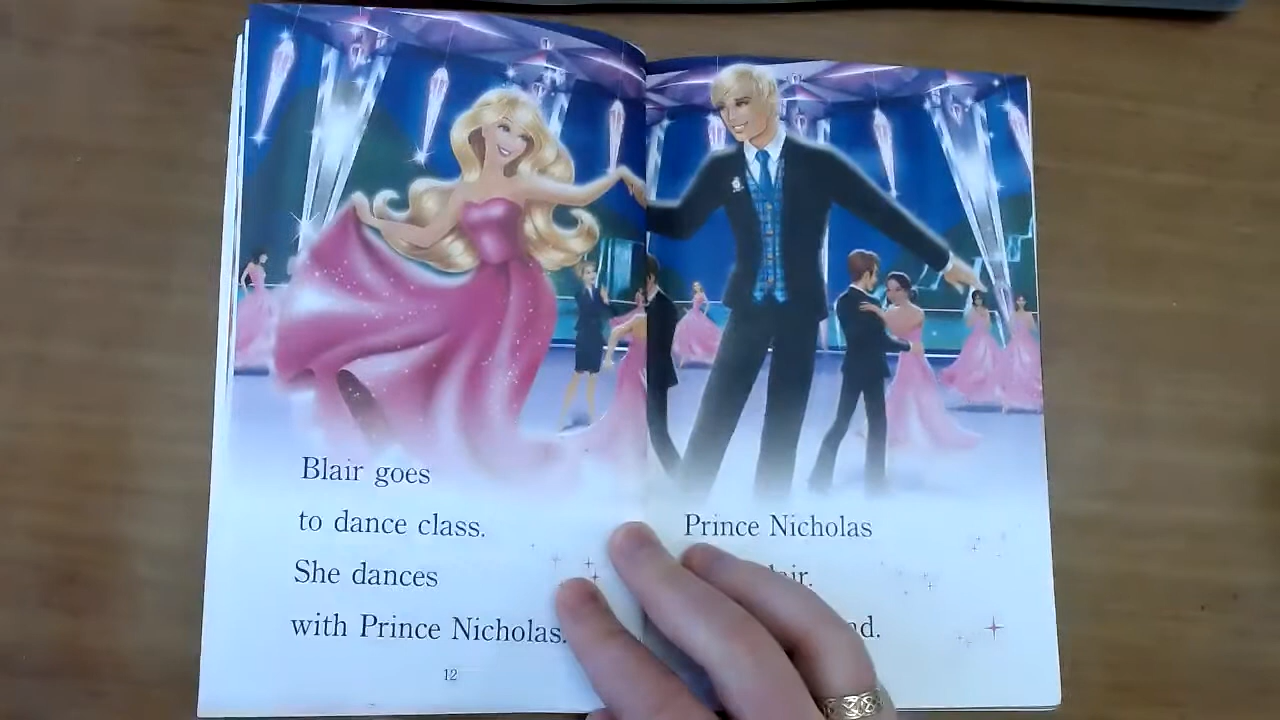 Blair goes
to dance class.
She dances
with Prince Nicholas.
12
Prince Nicholas